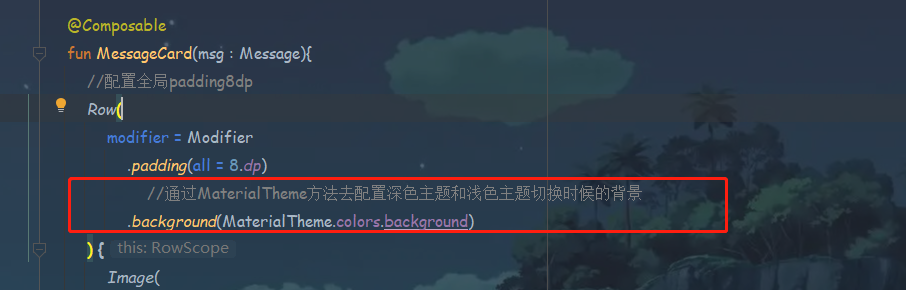 @Composable
fun MessageCard(msg : Message){
//配置全局padding8dp
Row(
modifier = Modifier
.padding(all = 8.dp)
//通过MaterialTheme方法去配置深色主题和浅色主题切换时候的背景
.background(MaterialTheme.colors.background)
) { this: RowScope
Image(